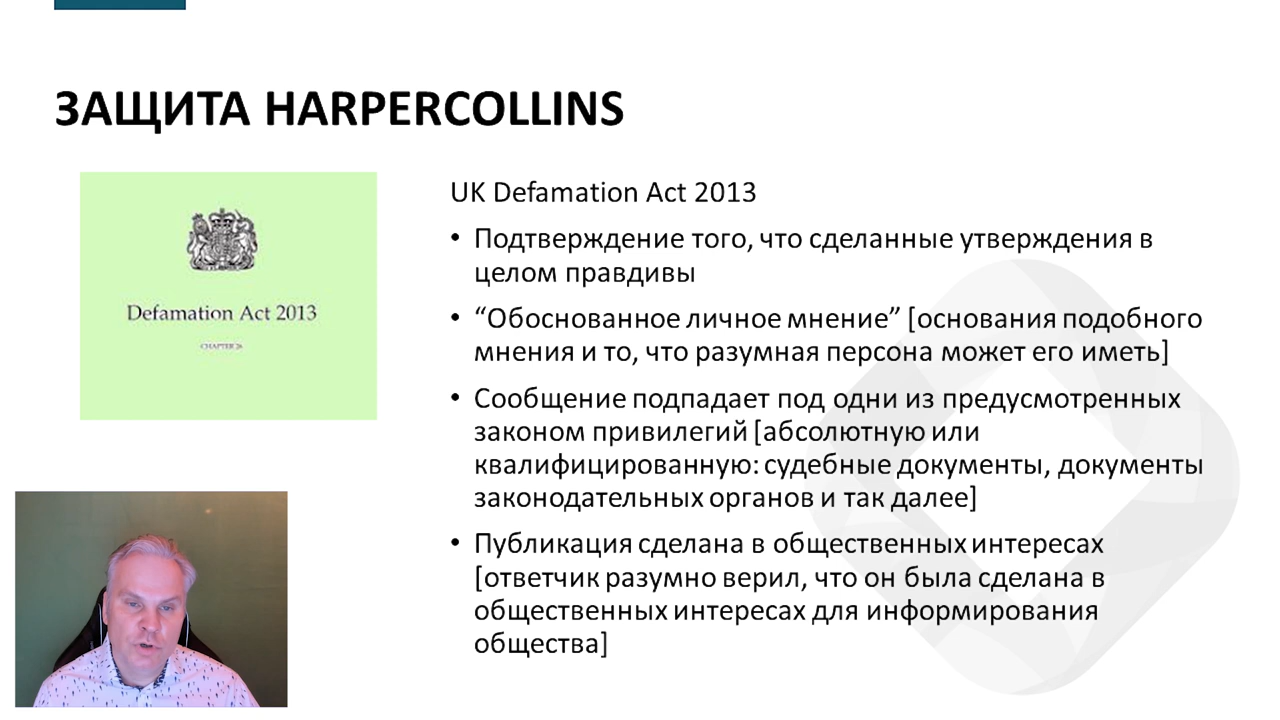 ЗАЩИТА HARPERCOLLINS
Defamation Act 2013
CHAPTER 26
UK Defamation Act 2013
• Подтверждение того, что сделанные утверждения в
целом правдивы
• “Обоснованное личное мнение” [основания подобного
мнения и то, что разумная персона может его иметь]
• Сообщение подпадает под одни из предусмотренных
законом привилегий [абсолютную или
квалифицированную: судебные документы, документы
законодательных органов и так далее]
• Публикация сделана в общественных интересах
[ответчик разумно верил, что он была сделана в
общественных интересах для информирования
общества]